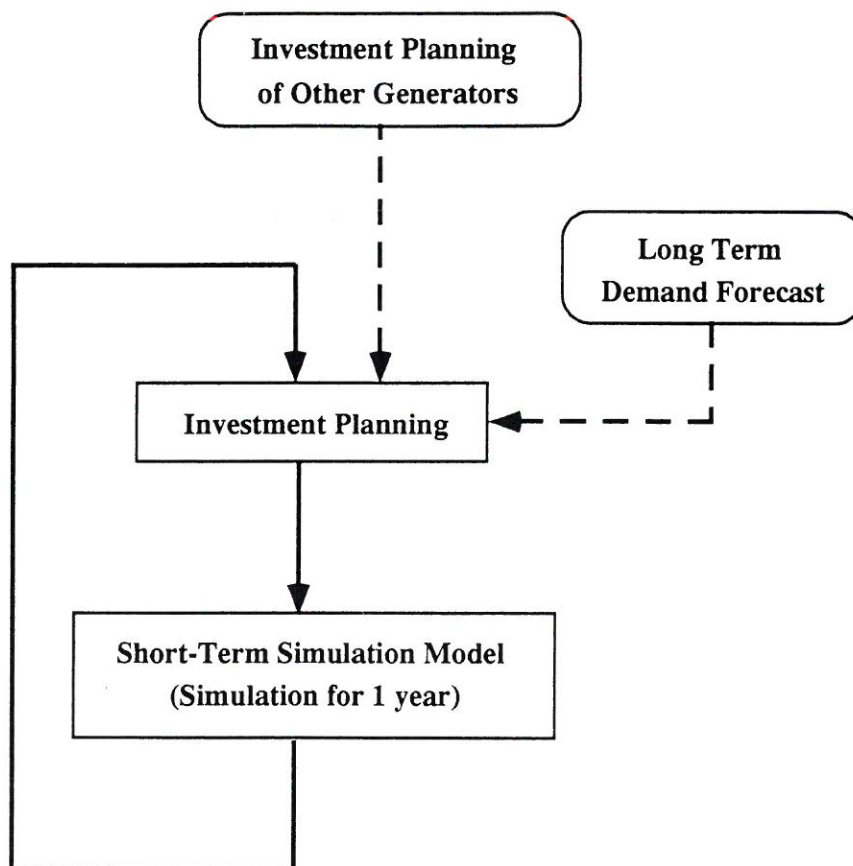 Investment Planning
of Other Generators
Long Term
Demand Forecast
Investment Planning
Short-Term Simulation Model
(Simulation for 1 year)